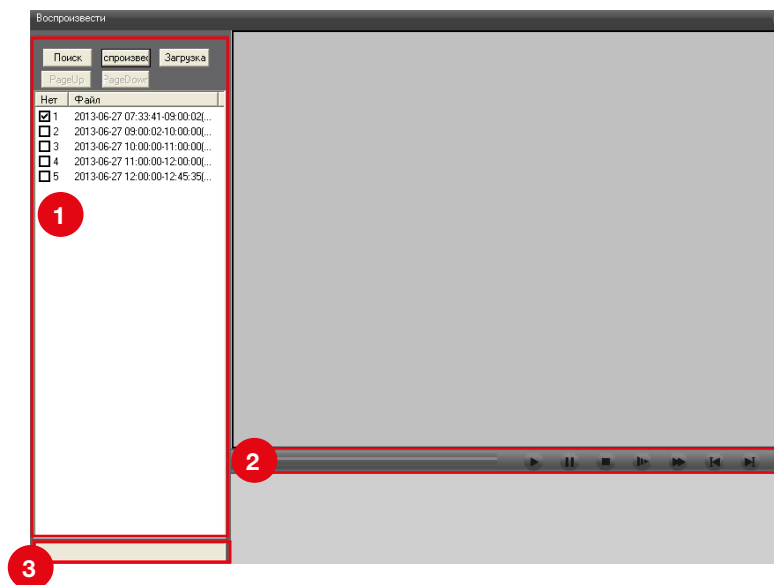 Воспроизвести
Поиск спроизвес Загрузка
PageUp PageDown
Нет Файл
1 2013-06-27 07:33:41-09:00:02(...
2 2013-06-27 09:00:02-10:00:00(...
3 2013-06-27 10:00:00-11:00:00(...
4 2013-06-27 11:00:00-12:00:00(...
5 2013-06-27 12:00:00-12:45:35(...
1
2
3